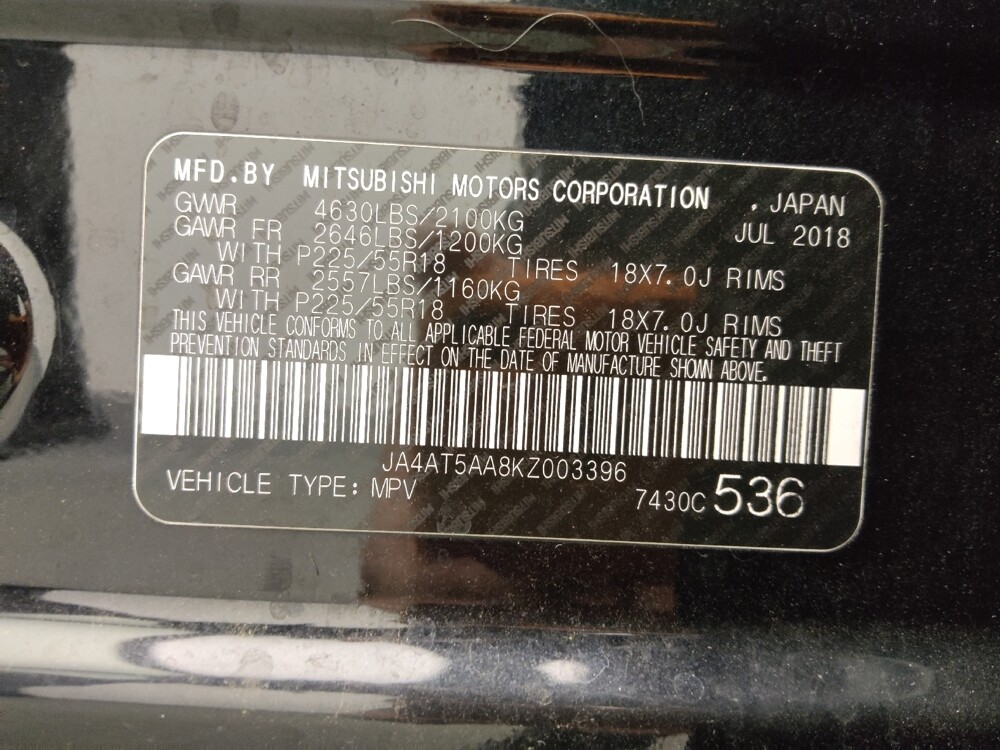 MFD.BY MITSUBISHI MOTORS CORPORATION . JAPAN
GWWR 4630LBS/2100KG JUL 2018
GAWR FR 2646LBS/1200KG
WITH P225/55R18 TIRES 18X7.0J RIMS
GAWR RR 2557LBS/1160KG
WITH P225/55R18 TIRES 18X7.0J RIMS
THIS VEHICLE CONFORMS TO ALL APPLICABLE FEDERAL MOTOR VEHICLE SAFETY AND THEFT
PREVENTION STANDARDS IN EFFECT ON THE DATE OF MANUFACTURE SHOWN ABOVE.
JA4AT5AA8KZ003396
VEHICLE TYPE: MPV 7430C 536